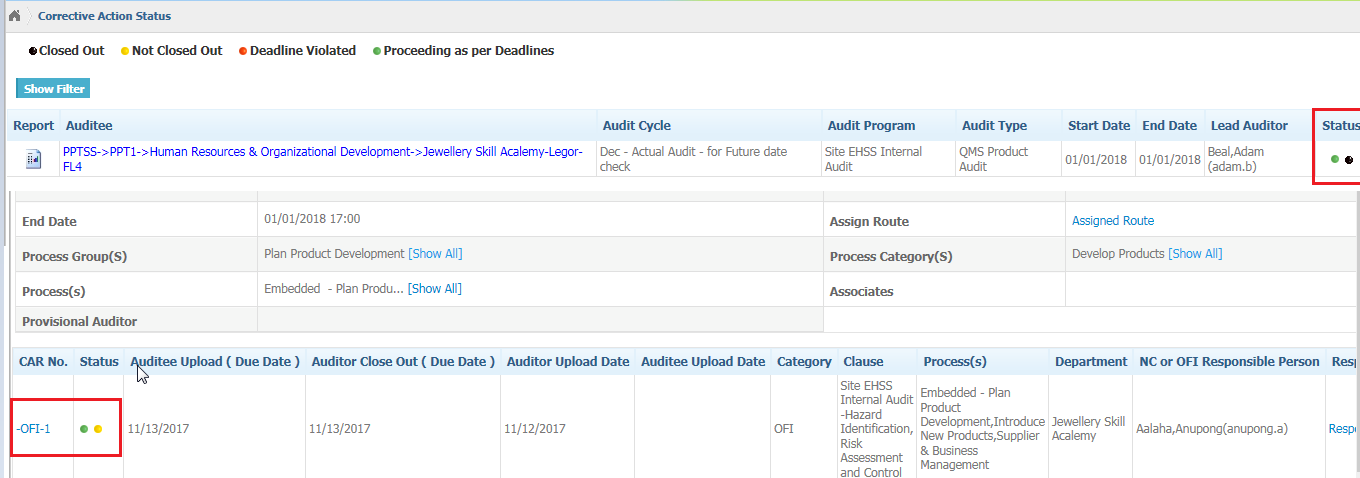 Corrective Action Status
Closed Out Not Closed Out Deadline Violated Proceeding as per Deadlines
Show Filter
Report Auditee Audit Cycle Audit Program Audit Type Start Date End Date Lead Auditor Status
PPTSS->PPT1->Human Resources & Organizational Development->Jewellery Skill Acalemy-Legor-
FL4
Dec - Actual Audit - for Future date
check
Site EHSS Internal
Audit
QMS Product
Audit
01/01/2018 01/01/2018
Beal,Adam
(adam.b)
End Date 01/01/2018 17:00 Assign Route Assigned Route
Process Group(S) Plan Product Development [Show All] Process Category(S) Develop Products [Show All]
Process(s) Embedded - Plan Produ... [Show All] Associates
Provisional Auditor
CAR No. Status Auditee Upload ( Due Date ) Auditor Close Out ( Due Date ) Auditor Upload Date Auditee Upload Date Category Clause Process(s) Department NC or OFI Responsible Person Resp
-OFI-1 11/13/2017 11/13/2017 11/12/2017 OFI
Site EHSS
Internal Audit
-Hazard
Identification,
Risk
Assessment
and Control
Embedded - Plan
Product
Development,Introduce
New Products,Supplier
& Business
Management
Jewellery Skill
Acalemy
Aalaha,Anupong(anupong.a) Respo